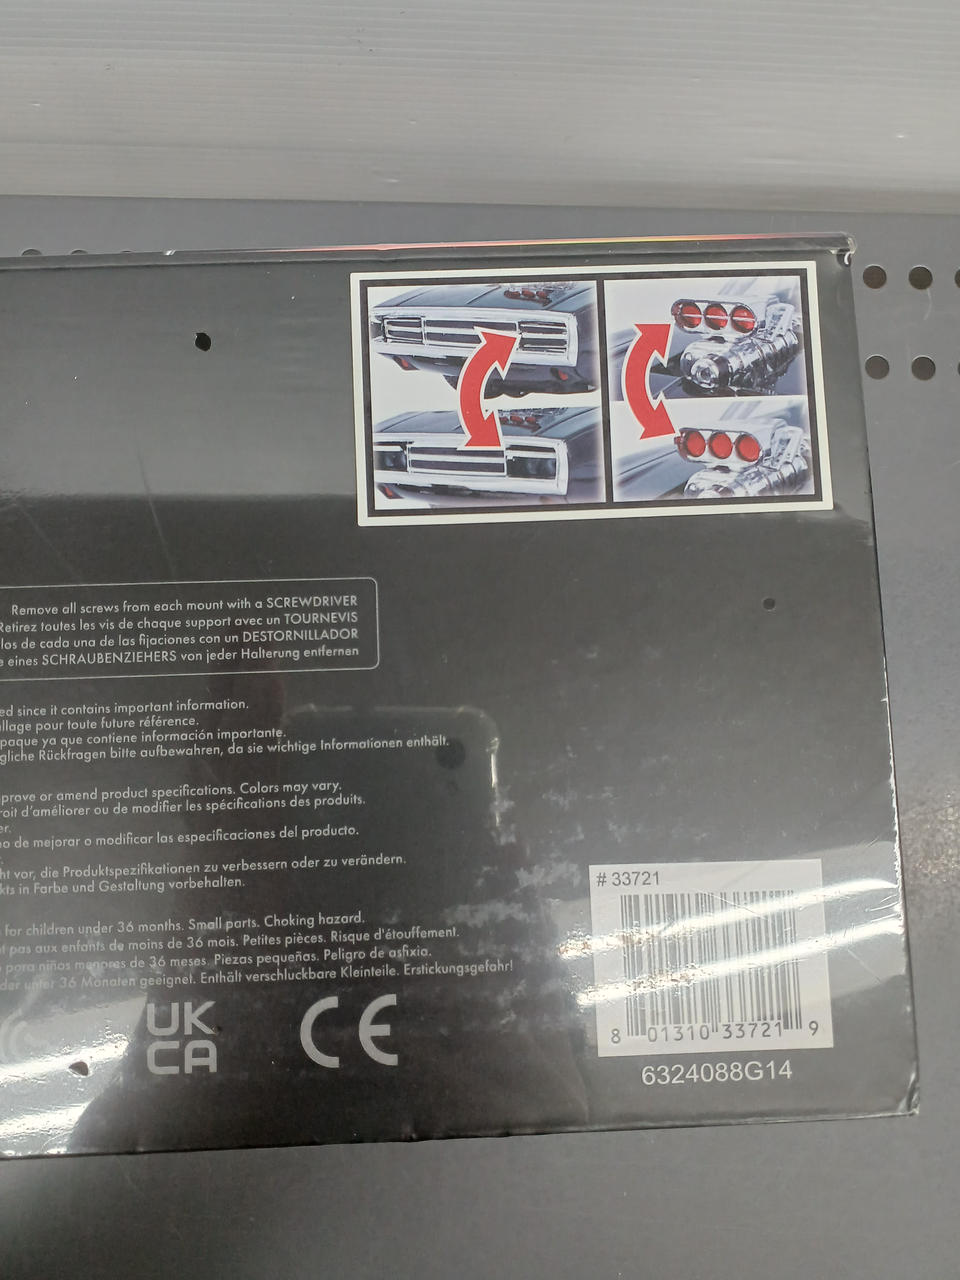 Remove all screws from each mount with a SCREWDRIVER
Retirez toutes les vis de chaque support avec un TOURNEVIS
los de cada una de las fijaciones con un DESTORNILLADOR
e eines SCHRAUBENZIEHERS von jeder Halterung entfernen
ed since it contains important information.
allage pour toute future référence.
paque ya que contiene información importante.
gliche Rückfragen bitte aufbewahren, da sie wichtige Informationen enthält.
prove or amend product specifications. Colors may vary.
roit d'améliorer ou de modifier les spécifications des produits.
er.
o de mejorar o modificar las especificaciones del producto.
ht vor, die Produktspezifikationen zu verbessern oder zu verändern.
kts in Farbe und Gestaltung vorbehalten.
for children under 36 months. Small parts. Choking hazard.
t pas aux enfants de moins de 36 mois. Petites pièces. Risque d'étouffement.
para niños menores de 36 meses. Piezas pequeñas. Peligro de asfixia.
der unter 36 Monaten geeignet. Enthält verschluckbare Kleinteile. Erstickungsgefahr!
UK
CA
CE
# 33721
8 01310 33721 9
6324088G14